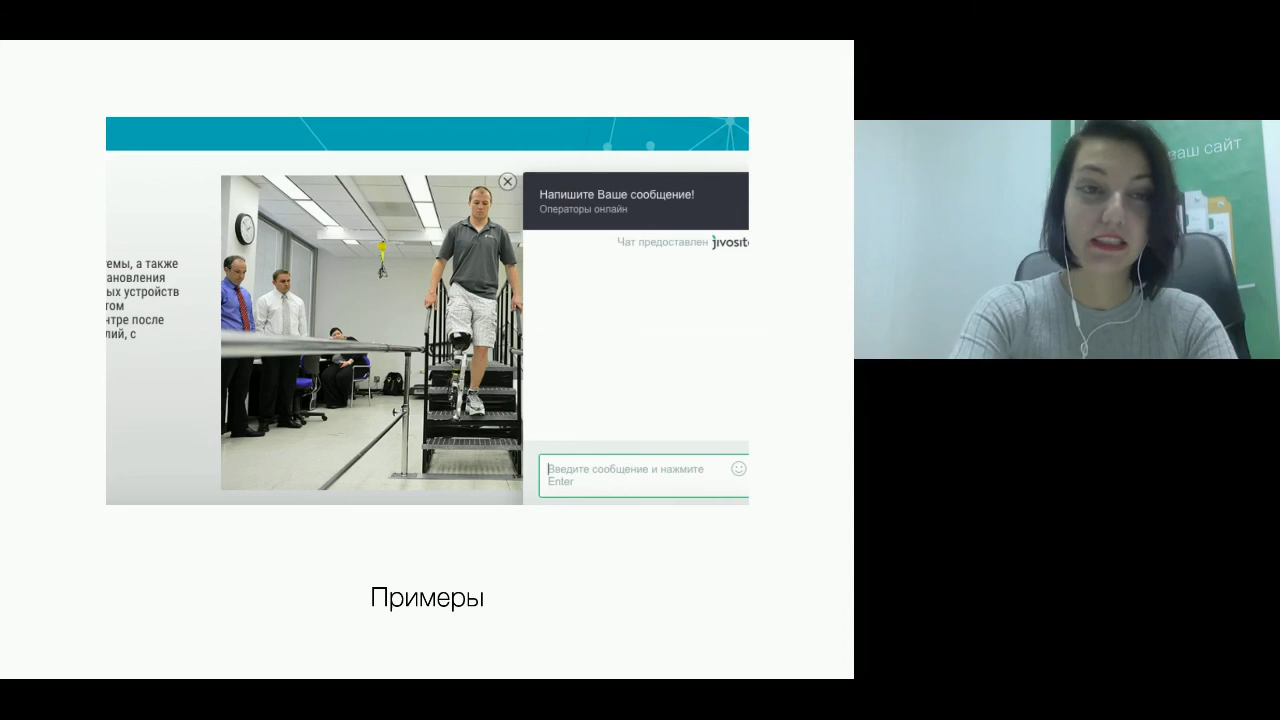 емы, а также
ановления
ых устройств
том
нтре после
лий, с
Напишите Ваше сообщение!
Операторы онлайн
Чат предоставлен jivosite
Введите сообщение и нажмите
Enter
Примеры
ваш сайт